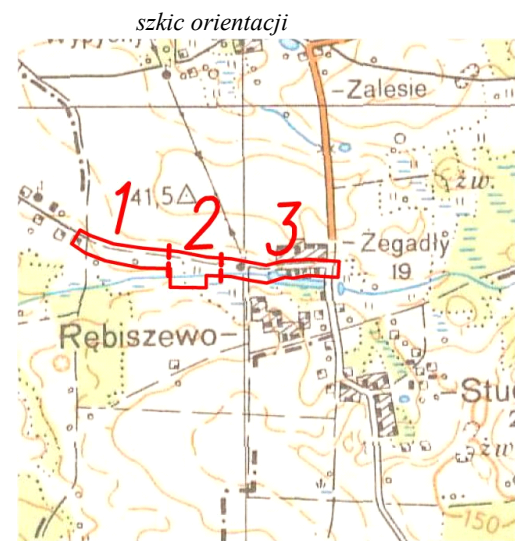 szkic orientacji
Zalesie
żw.
1 41,5 2 3
Żegadły
19
Rębiszewo
Stu
żw
150